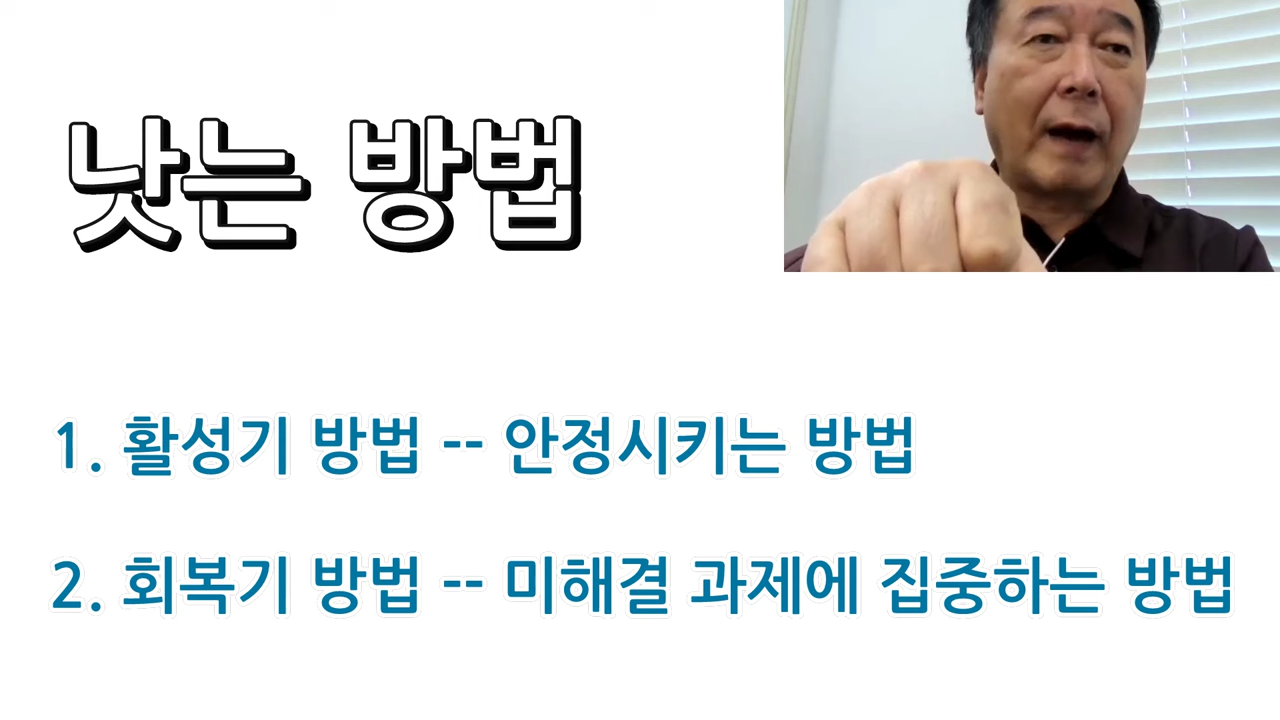 낫는 방법
1. 활성기 방법 -- 안정시키는 방법
2. 회복기 방법 -- 미해결 과제에 집중하는 방법